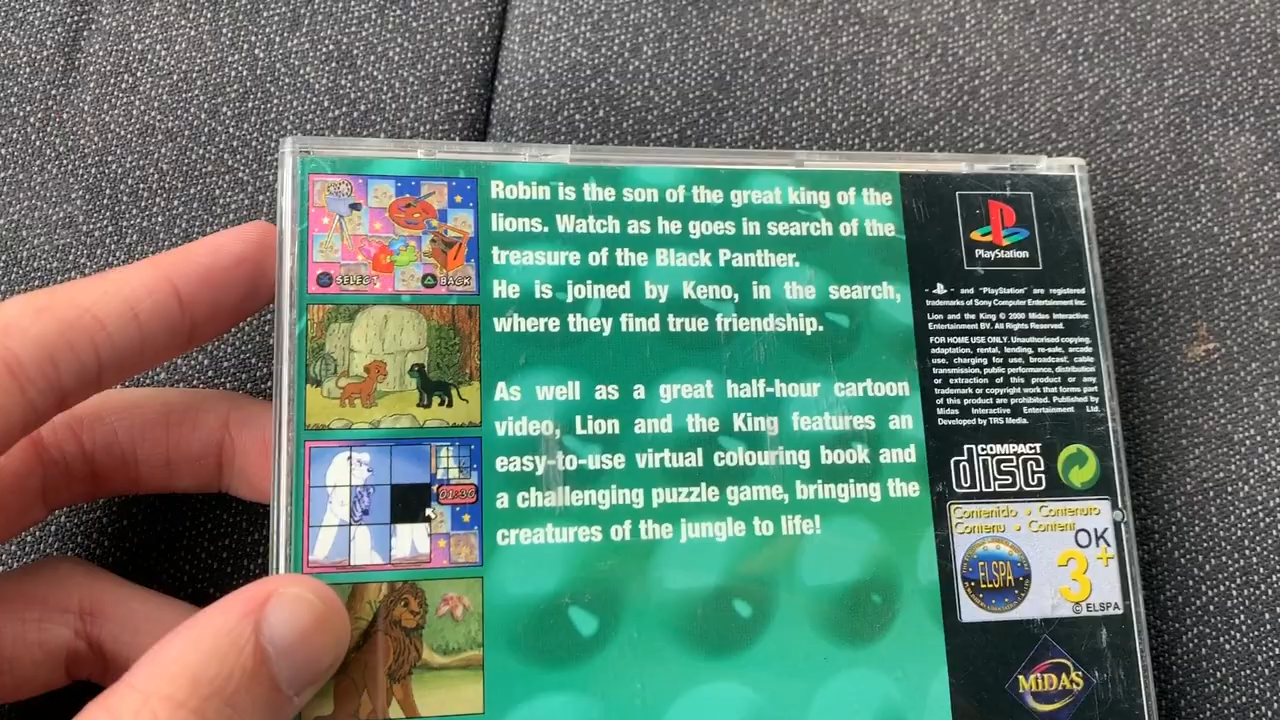 SELECT
BACK
01:30
Robin is the son of the great king of the
lions. Watch as he goes in search of the
treasure of the Black Panther.
He is joined by Keno, in the search,
where they find true friendship.
As well as a great half-hour cartoon
video, Lion and the King features an
easy-to-use virtual colouring book and
a challenging puzzle game, bringing the
creatures of the jungle to life!
PlayStation
" " and "PlayStation" are registered
trademarks of Sony Computer Entertainment Inc.
Lion and the King © 2000 Midas Interactive
Entertainment BV. All Rights Reserved.
FOR HOME USE ONLY. Unauthorised copying,
adaptation, rental, lending, re-sale, arcade
use, charging for use, broadcast, cable
transmission, public performance, distribution
or extraction of this product or any
trademark or copyright work that forms part
of this product are prohibited. Published by
Midas Interactive Entertainment Ltd.
Developed by TRS Media.
COMPACT
disc
Contenido • Contenuto
Contenu • Content
OK
3+
ELSPA
© ELSPA
MiDAS